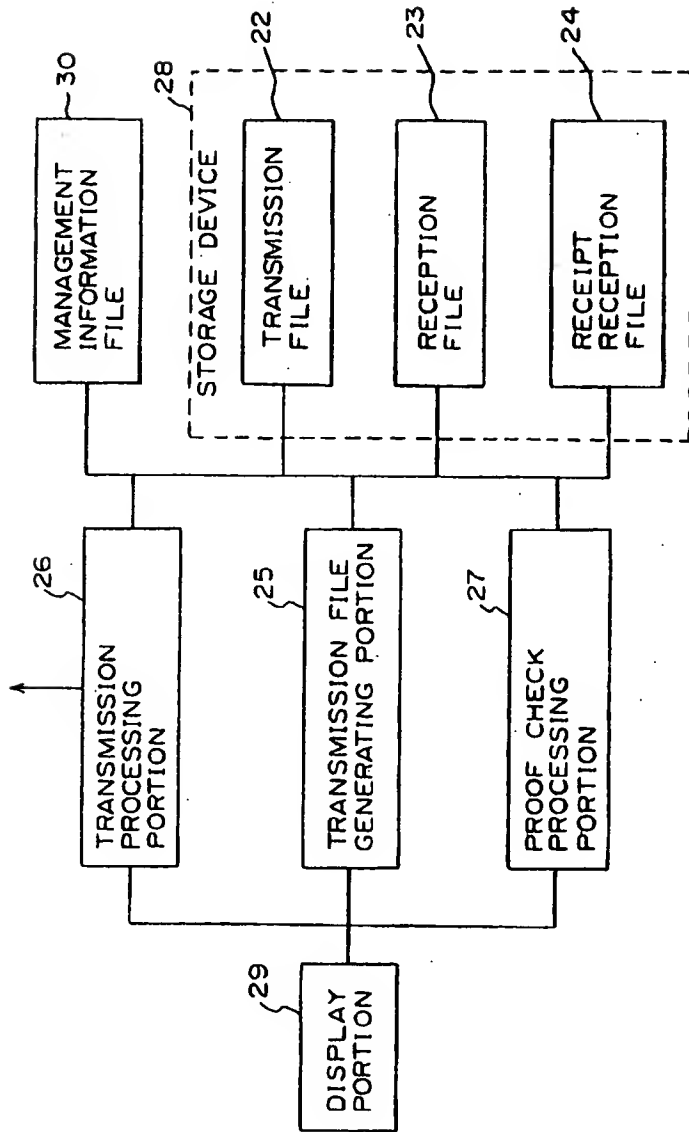 30
MANAGEMENT
INFORMATION
FILE
28
STORAGE DEVICE
22
TRANSMISSION
FILE
23
RECEPTION
FILE
24
RECEIPT
RECEPTION
FILE
26
TRANSMISSION
PROCESSING
PORTION
25
TRANSMISSION FILE
GENERATING PORTION
27
PROOF CHECK
PROCESSING
PORTION
29
DISPLAY
PORTION